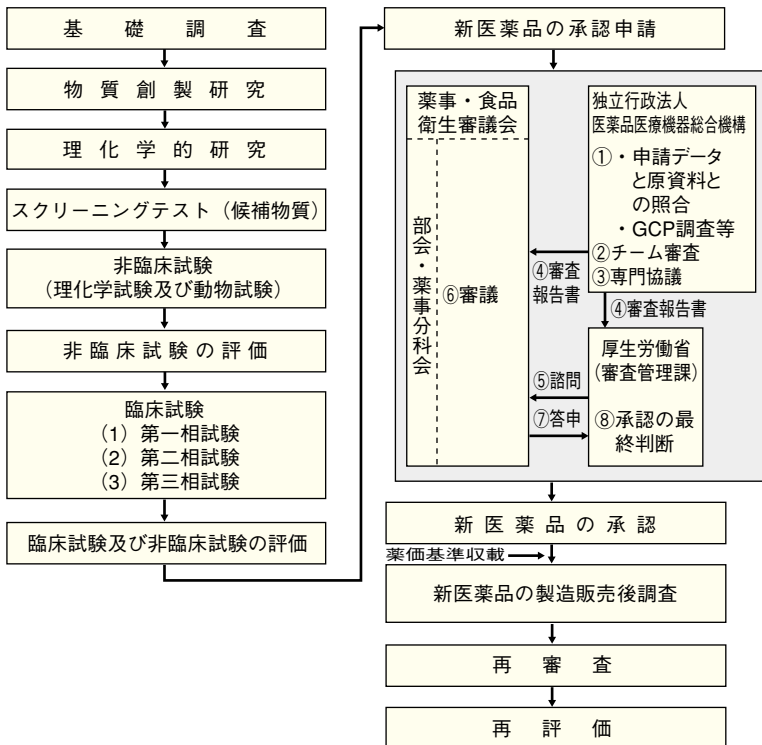 基礎調査
物質創製研究
理化学的研究
スクリーニングテスト（候補物質）
非臨床試験
（理化学試験及び動物試験）
非臨床試験の評価
臨床試験
（1）第一相試験
（2）第二相試験
（3）第三相試験
臨床試験及び非臨床試験の評価
新医薬品の承認申請
薬事・食品
衛生審議会
部会・薬事分科会
⑥審議
独立行政法人
医薬品医療機器総合機構
①・申請データ
と原資料と
の照合
・GCP調査等
②チーム審査
③専門協議
④審査
報告書
④審査報告書
厚生労働省
（審査管理課）
⑧承認の最
終判断
⑤諮問
⑦答申
新医薬品の承認
薬価基準収載
新医薬品の製造販売後調査
再審査
再評価